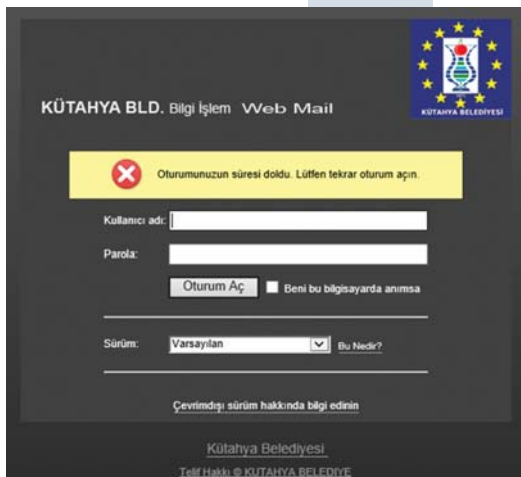 KÜTAHYA BELEDİYESİ
KÜTAHYA BLD. Bilgi İşlem Web Mail
Oturumunuzun süresi doldu. Lütfen tekrar oturum açın.
Kullanıcı adı:
Parola:
Oturum Aç Beni bu bilgisayarda anımsa
Sürüm: Varsayılan Bu Nedir?
Çevrimdışı sürüm hakkında bilgi edinin
Kütahya Belediyesi
Telif Hakkı © KUTAHYA BELEDIYE